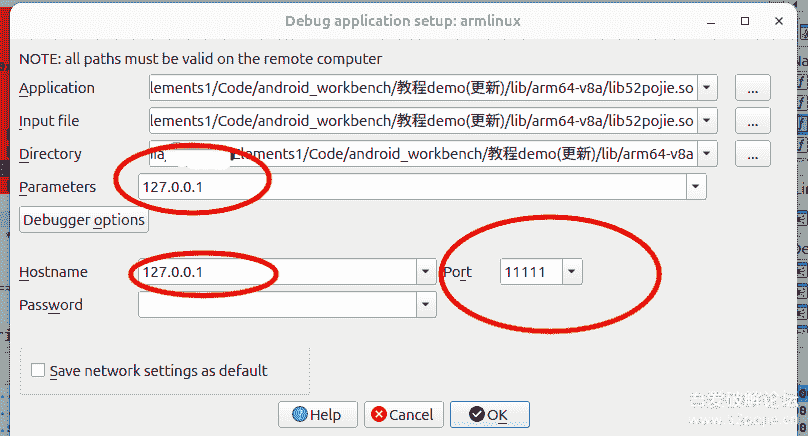 Debug application setup: armlinux
NOTE: all paths must be valid on the remote computer
Application lements1/Code/android_workbench/教程demo(更新)/lib/arm64-v8a/lib52pojie.so ...
Input file lements1/Code/android_workbench/教程demo(更新)/lib/arm64-v8a/lib52pojie.so ...
Directory lements1/Code/android_workbench/教程demo(更新)/lib/arm64-v8a ...
Parameters 127.0.0.1
Debugger options
Hostname 127.0.0.1 Port 11111
Password
Save network settings as default
Help Cancel OK